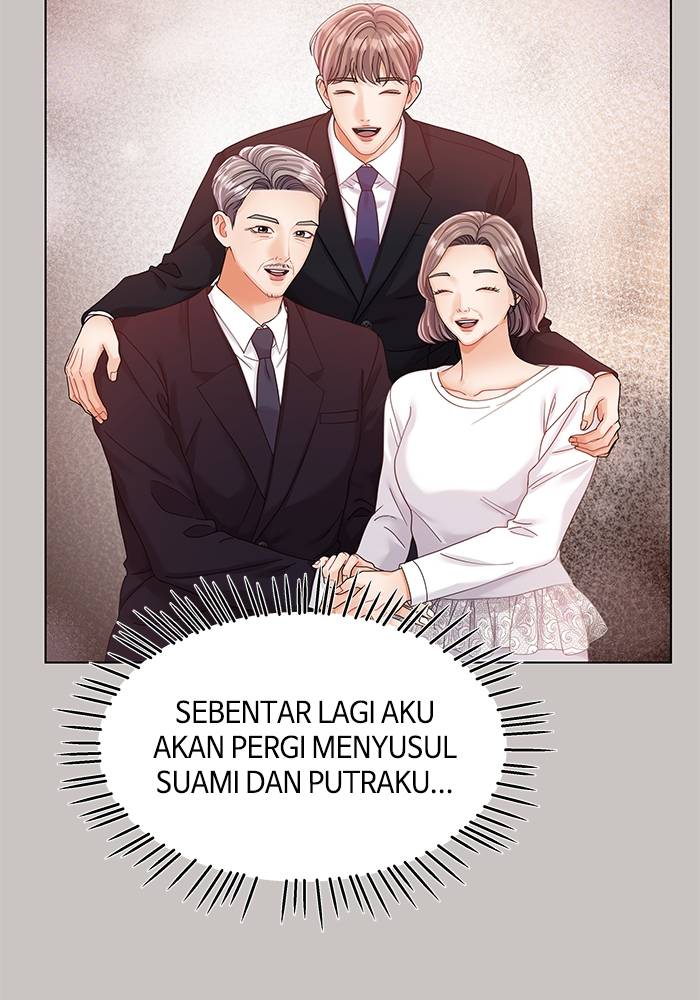 SEBENTAR LAGI AKU
AKAN PERGI MENYUSUL
SUAMI DAN PUTRAKU...